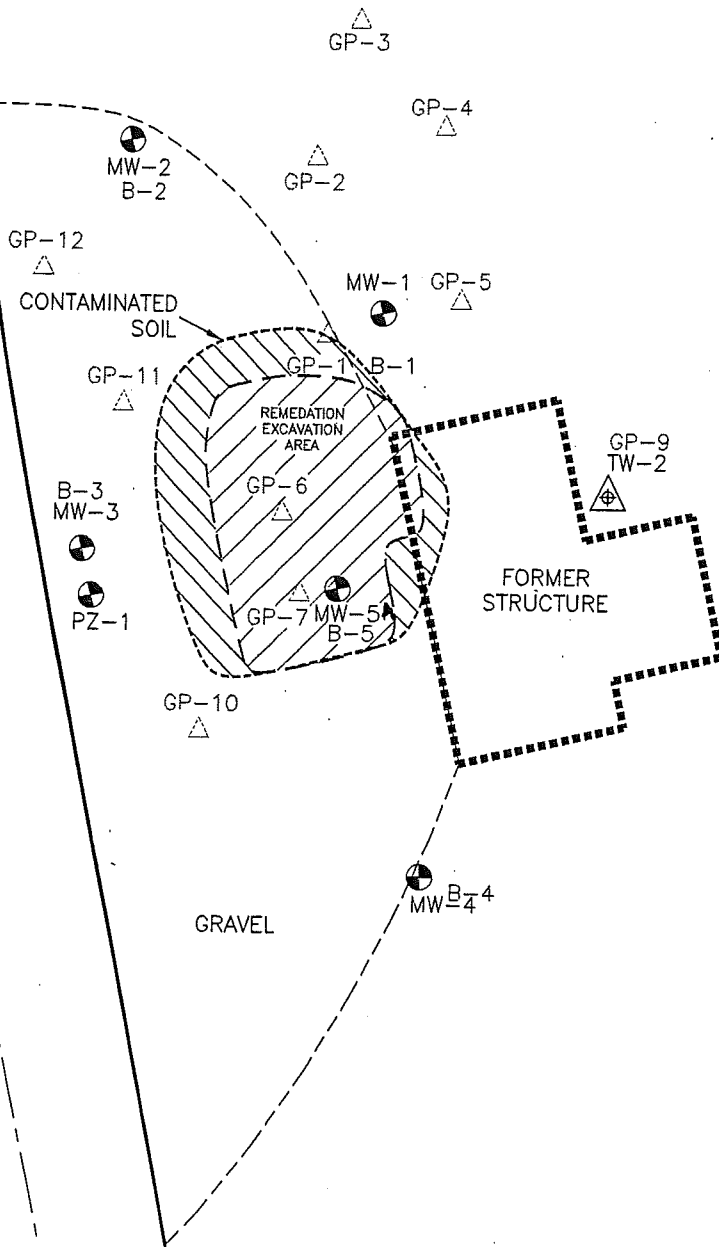 GP-3
GP-4
MW-2
B-2
GP-2
GP-12
MW-1
GP-5
CONTAMINATED
SOIL
GP-1
B-1
GP-11
REMEDATION
EXCAVATION
AREA
GP-9
TW-2
GP-6
B-3
MW-3
FORMER
STRUCTURE
GP-7
MW-5
B-5
PZ-1
GP-10
B-4
MW-4
GRAVEL